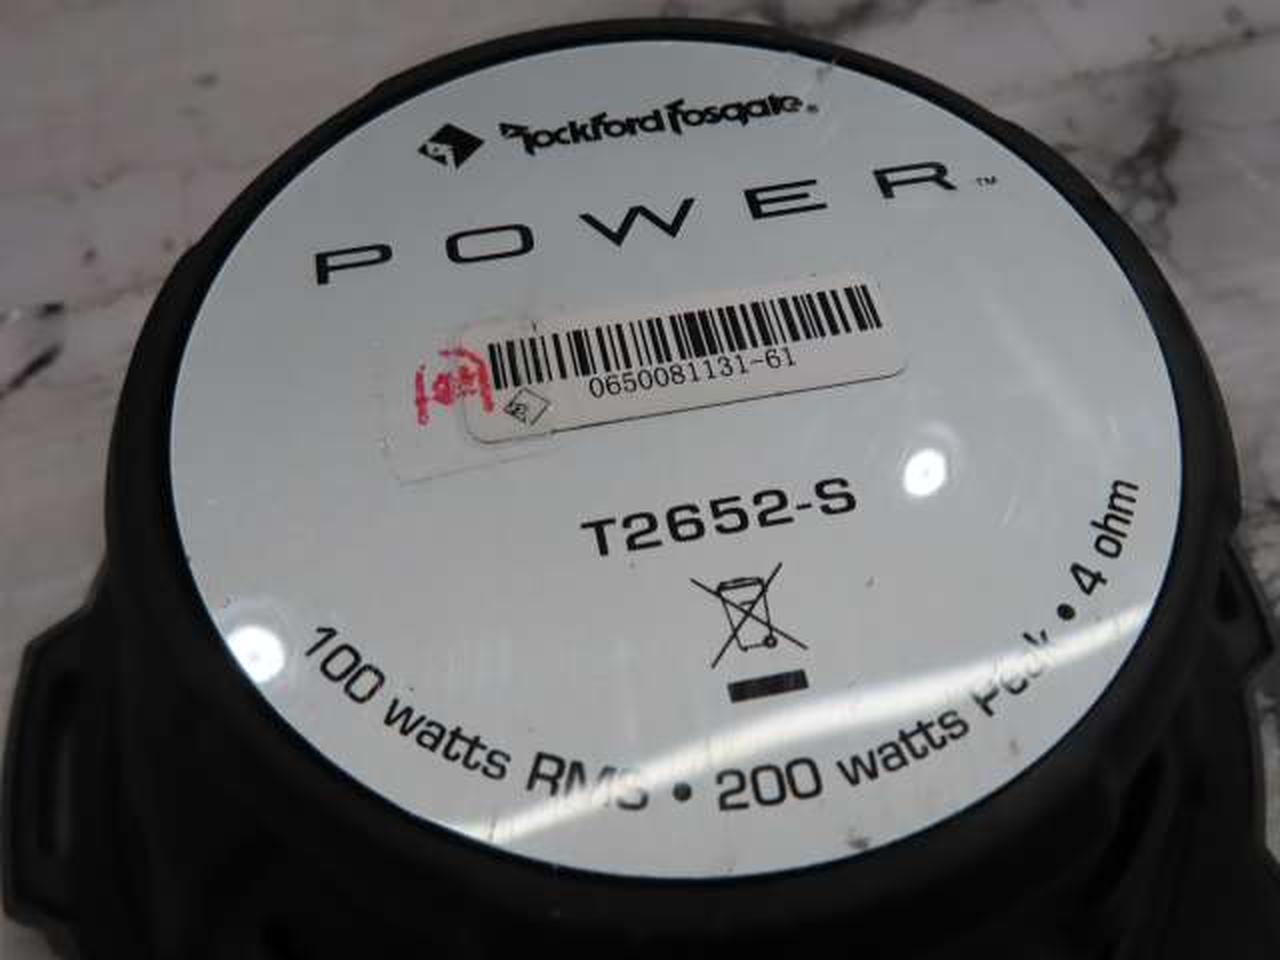 Rockford Fosgate®
POWER™
0650081131-61
T2652-S
100 watts RMS • 200 watts Peak • 4 ohm